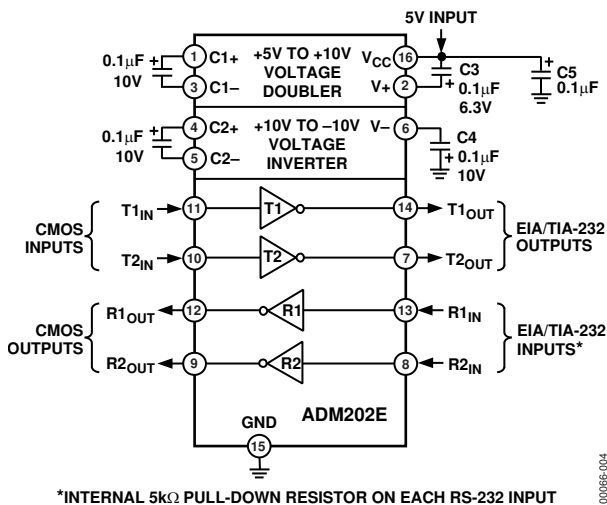 5V INPUT
0.1μF
10V
+
1
C1+
3
C1–
+5V TO +10V
VOLTAGE
DOUBLER
VCC
16
V+
2
+
C3
0.1μF
6.3V
+
C5
0.1μF
0.1μF
10V
+
4
C2+
5
C2–
+10V TO –10V
VOLTAGE
INVERTER
V–
6
C4
+
0.1μF
10V
CMOS
INPUTS
T1IN
11
T1
14
T1OUT
T2IN
10
T2
7
T2OUT
EIA/TIA-232
OUTPUTS
CMOS
OUTPUTS
R1OUT
12
R1
13
R1IN
R2OUT
9
R2
8
R2IN
EIA/TIA-232
INPUTS*
GND
ADM202E
15
*INTERNAL 5kΩ PULL-DOWN RESISTOR ON EACH RS-232 INPUT
00066-004